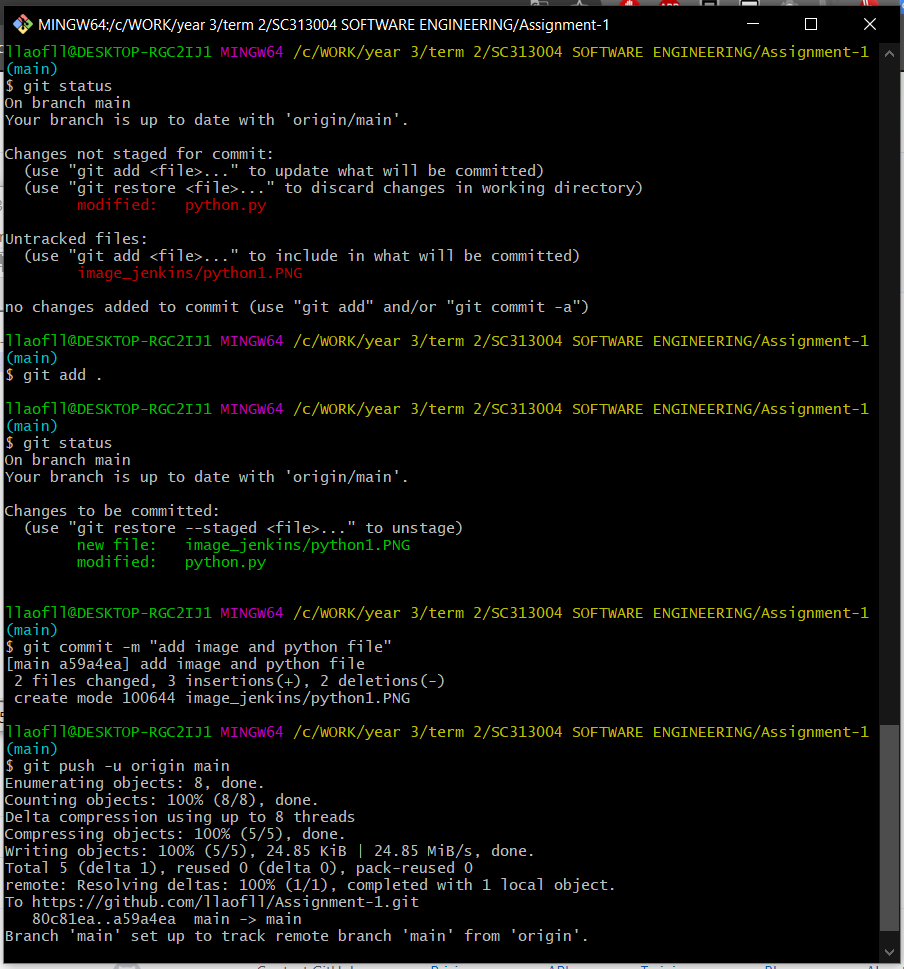 MINGW64:/c/WORK/year 3/term 2/SC313004 SOFTWARE ENGINEERING/Assignment-1
llaofll@DESKTOP-RGC2IJ1 MINGW64 /c/WORK/year 3/term 2/SC313004 SOFTWARE ENGINEERING/Assignment-1
(main)
$ git status
On branch main
Your branch is up to date with 'origin/main'.
Changes not staged for commit:
(use "git add <file>..." to update what will be committed)
(use "git restore <file>..." to discard changes in working directory)
modified:   python.py
Untracked files:
(use "git add <file>..." to include in what will be committed)
image_jenkins/python1.PNG
no changes added to commit (use "git add" and/or "git commit -a")
llaofll@DESKTOP-RGC2IJ1 MINGW64 /c/WORK/year 3/term 2/SC313004 SOFTWARE ENGINEERING/Assignment-1
(main)
$ git add .
llaofll@DESKTOP-RGC2IJ1 MINGW64 /c/WORK/year 3/term 2/SC313004 SOFTWARE ENGINEERING/Assignment-1
(main)
$ git status
On branch main
Your branch is up to date with 'origin/main'.
Changes to be committed:
(use "git restore --staged <file>..." to unstage)
new file:   image_jenkins/python1.PNG
modified:   python.py
llaofll@DESKTOP-RGC2IJ1 MINGW64 /c/WORK/year 3/term 2/SC313004 SOFTWARE ENGINEERING/Assignment-1
(main)
$ git commit -m "add image and python file"
[main a59a4ea] add image and python file
2 files changed, 3 insertions(+), 2 deletions(-)
create mode 100644 image_jenkins/python1.PNG
llaofll@DESKTOP-RGC2IJ1 MINGW64 /c/WORK/year 3/term 2/SC313004 SOFTWARE ENGINEERING/Assignment-1
(main)
$ git push -u origin main
Enumerating objects: 8, done.
Counting objects: 100% (8/8), done.
Delta compression using up to 8 threads
Compressing objects: 100% (5/5), done.
Writing objects: 100% (5/5), 24.85 KiB | 24.85 MiB/s, done.
Total 5 (delta 1), reused 0 (delta 0), pack-reused 0
remote: Resolving deltas: 100% (1/1), completed with 1 local object.
To https://github.com/llaofll/Assignment-1.git
80c81ea..a59a4ea  main -> main
Branch 'main' set up to track remote branch 'main' from 'origin'.